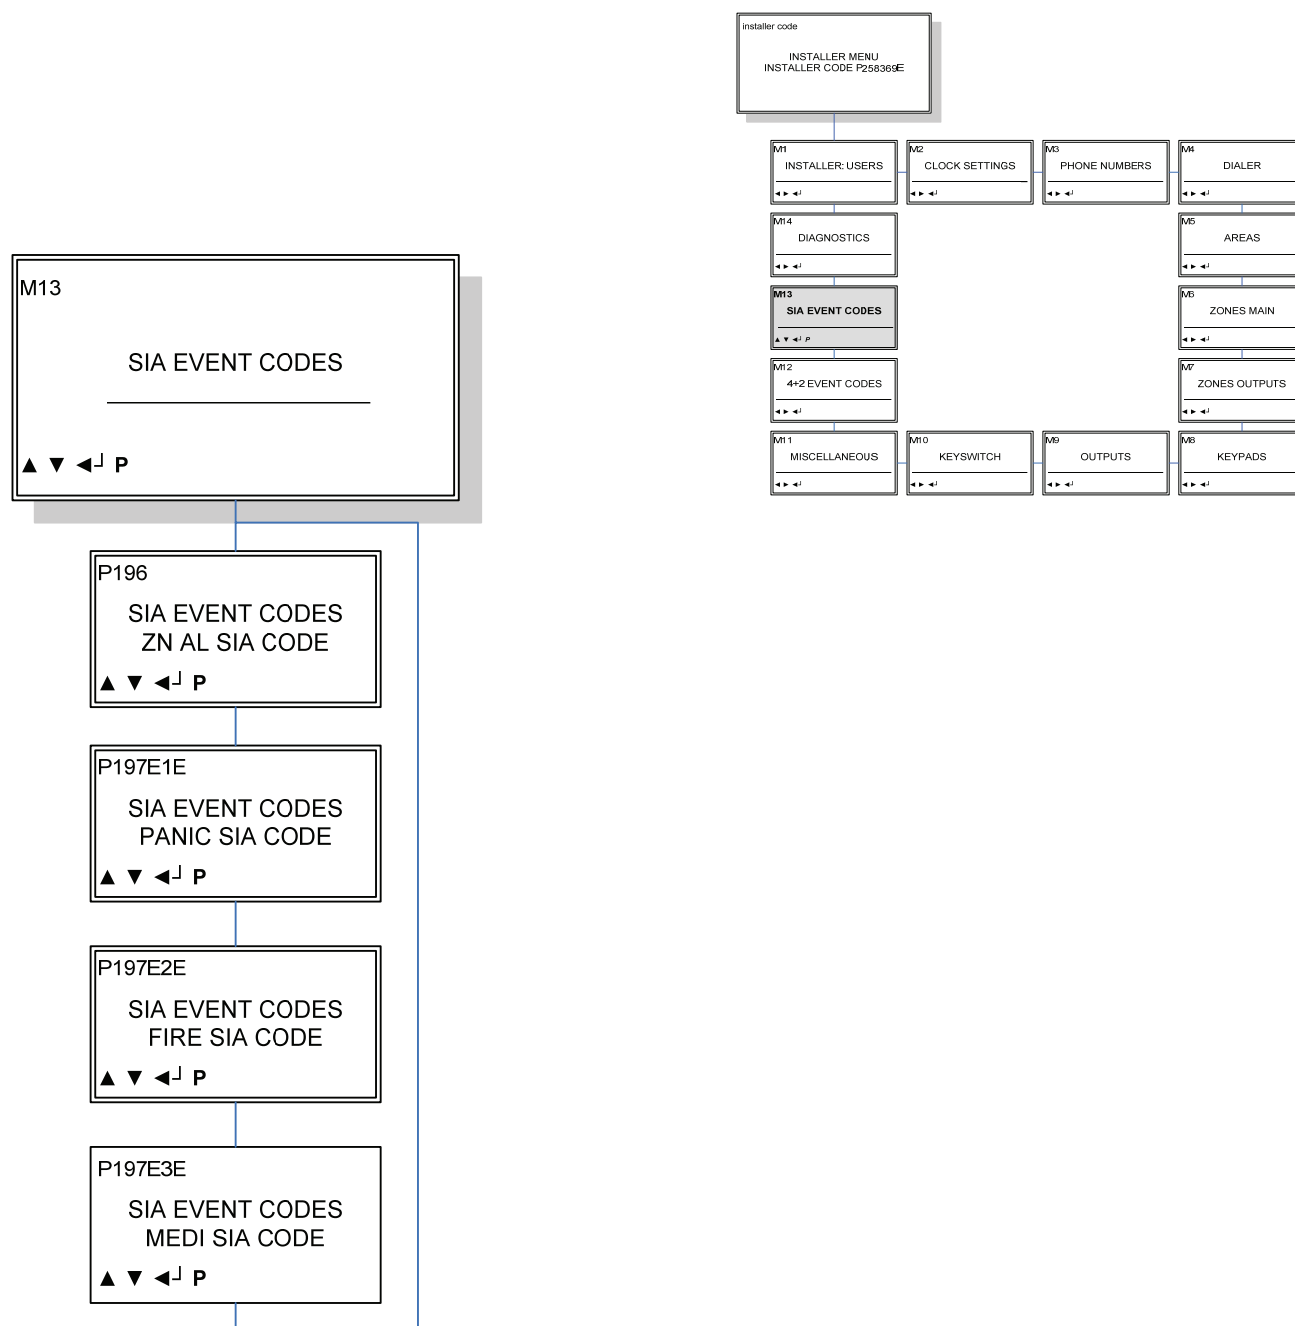 installer code
INSTALLER MENU
INSTALLER CODE P258369E
M1
INSTALLER: USERS
◄ ► ◄┘
M2
CLOCK SETTINGS
◄ ► ◄┘
M3
PHONE NUMBERS
◄ ► ◄┘
M4
DIALER
◄ ► ◄┘
M14
DIAGNOSTICS
◄ ► ◄┘
M5
AREAS
◄ ► ◄┘
M13
SIA EVENT CODES
▲ ▼ ◄┘ P
M6
ZONES MAIN
◄ ► ◄┘
M12
4+2 EVENT CODES
◄ ► ◄┘
M7
ZONES OUTPUTS
◄ ► ◄┘
M11
MISCELLANEOUS
◄ ► ◄┘
M10
KEYSWITCH
◄ ► ◄┘
M9
OUTPUTS
◄ ► ◄┘
M8
KEYPADS
◄ ► ◄┘
M13
SIA EVENT CODES
▲ ▼ ◄┘ P
P196
SIA EVENT CODES
ZN AL SIA CODE
▲ ▼ ◄┘ P
P197E1E
SIA EVENT CODES
PANIC SIA CODE
▲ ▼ ◄┘ P
P197E2E
SIA EVENT CODES
FIRE SIA CODE
▲ ▼ ◄┘ P
P197E3E
SIA EVENT CODES
MEDI SIA CODE
▲ ▼ ◄┘ P